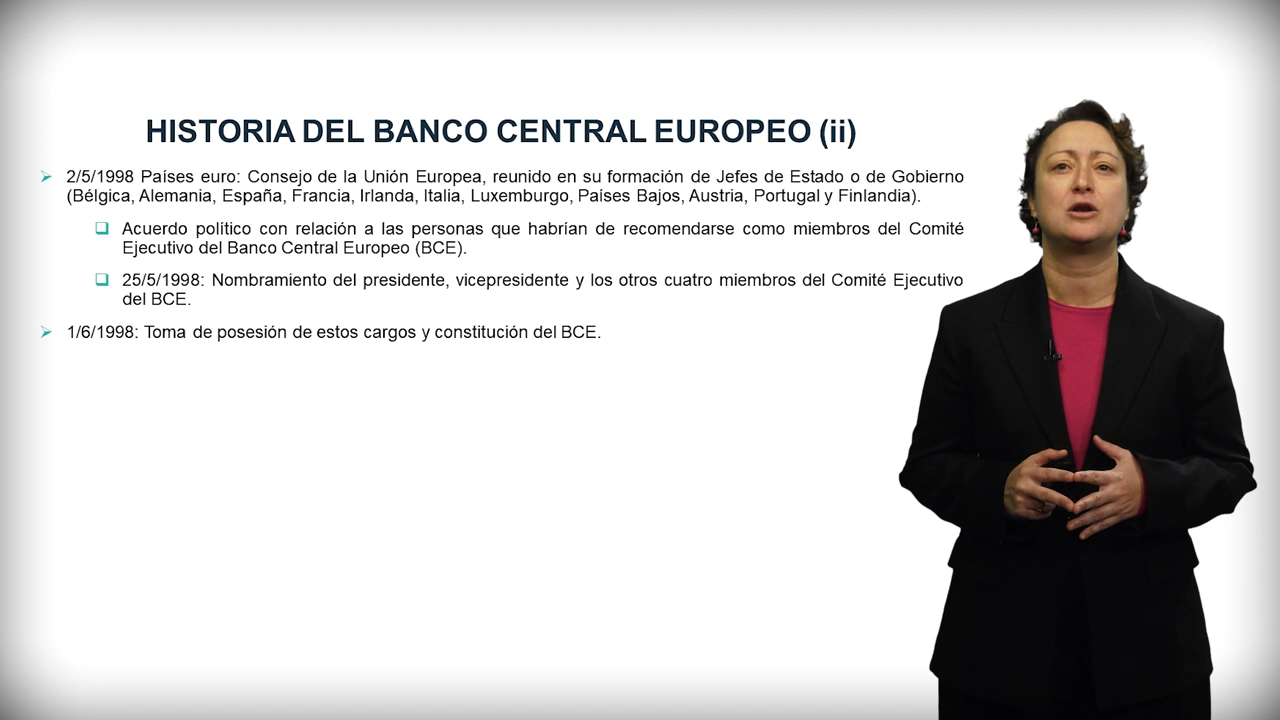 HISTORIA DEL BANCO CENTRAL EUROPEO (ii)
2/5/1998 Países euro: Consejo de la Unión Europea, reunido en su formación de Jefes de Estado o de Gobierno
(Bélgica, Alemania, España, Francia, Irlanda, Italia, Luxemburgo, Países Bajos, Austria, Portugal y Finlandia).
Acuerdo político con relación a las personas que habrían de recomendarse como miembros del Comité
Ejecutivo del Banco Central Europeo (BCE).
25/5/1998: Nombramiento del presidente, vicepresidente y los otros cuatro miembros del Comité Ejecutivo
del BCE.
1/6/1998: Toma de posesión de estos cargos y constitución del BCE.